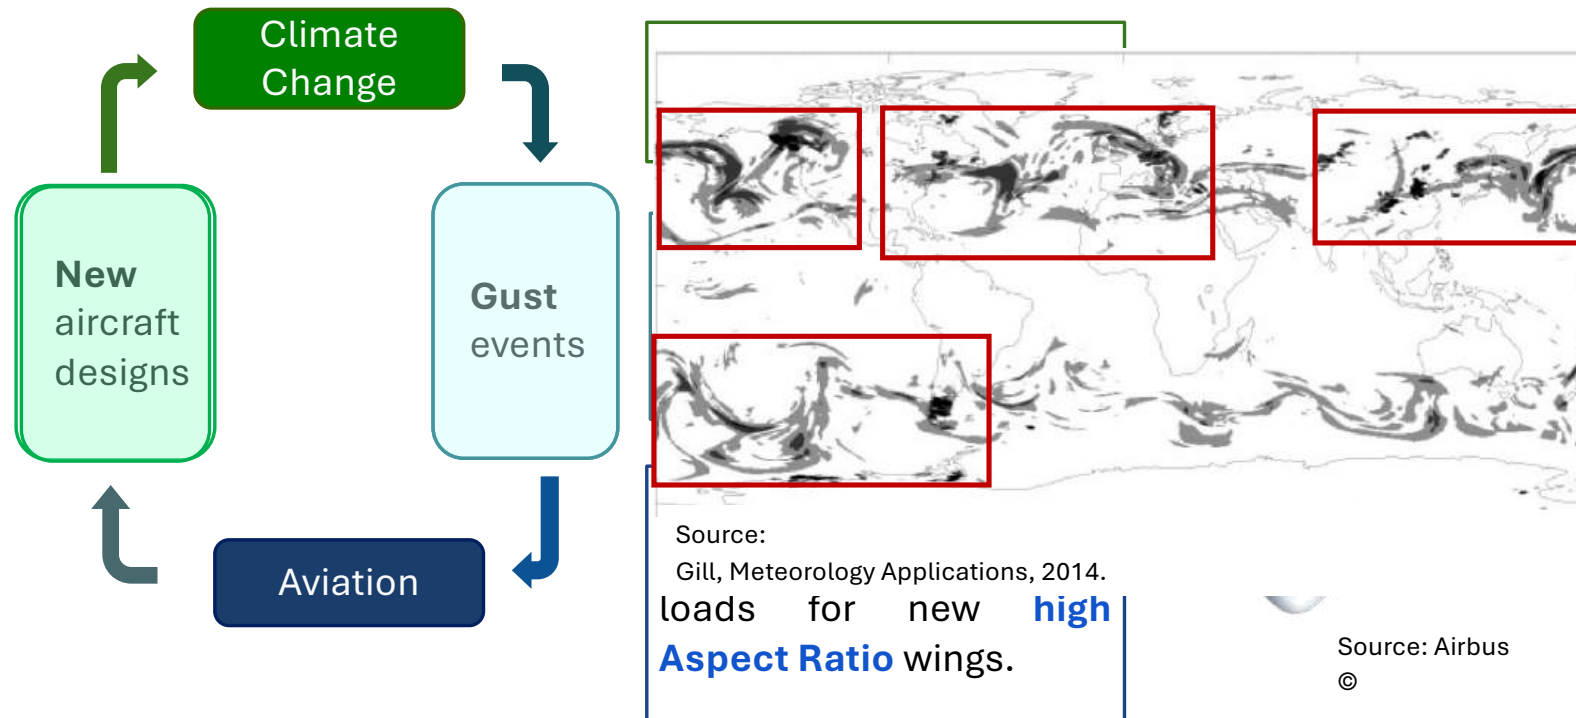 Climate
Change
New
aircraft
designs
Gust
events
Aviation
Source:
Gill, Meteorology Applications, 2014.
loads for new high
Aspect Ratio wings.
Source: Airbus
©